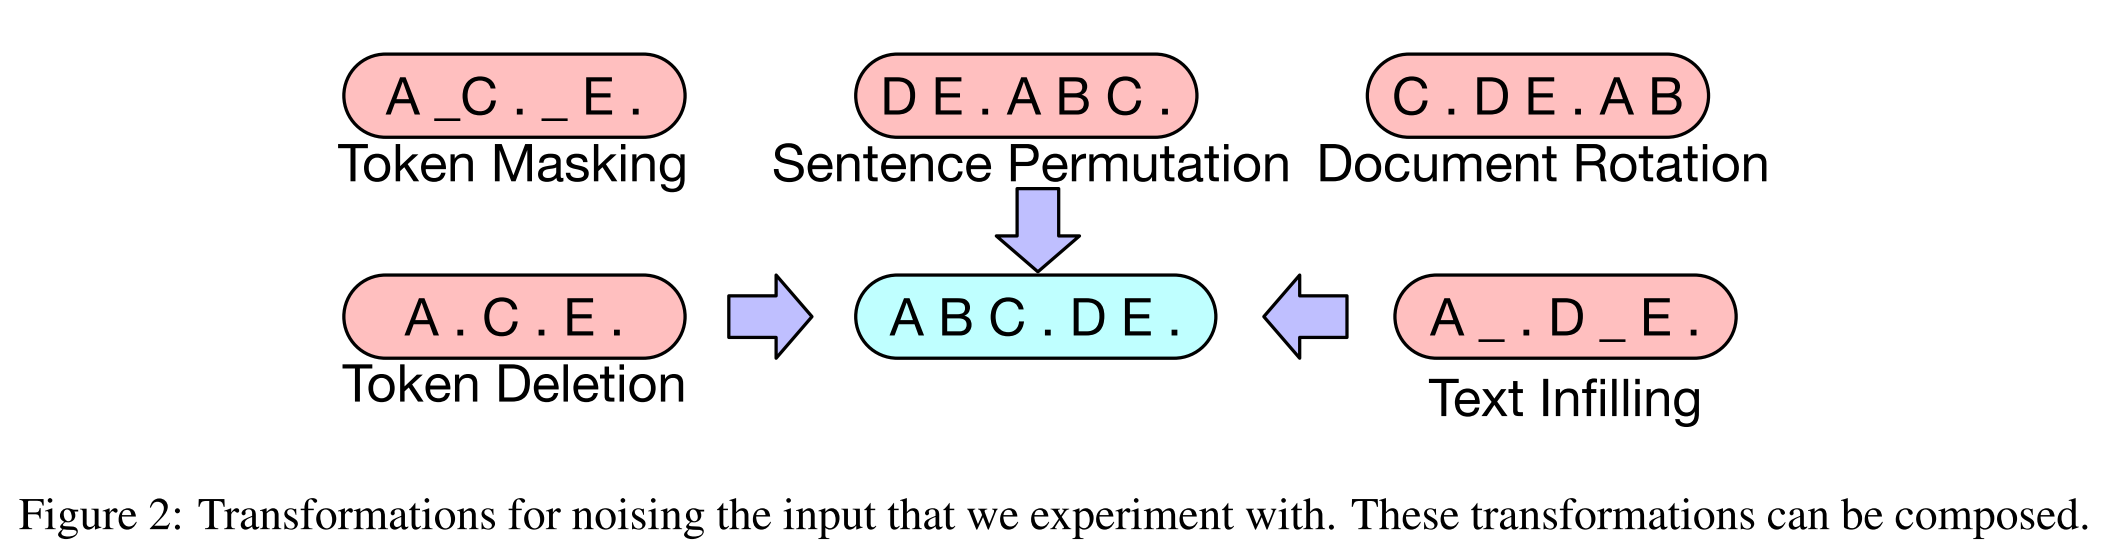 A _C . _ E .
D E . A B C .
C . D E . A B
Token Masking
Sentence Permutation
Document Rotation
A . C . E .
A B C . D E .
A _ . D _ E .
Token Deletion
Text Infilling
Figure 2: Transformations for noising the input that we experiment with. These transformations can be composed.